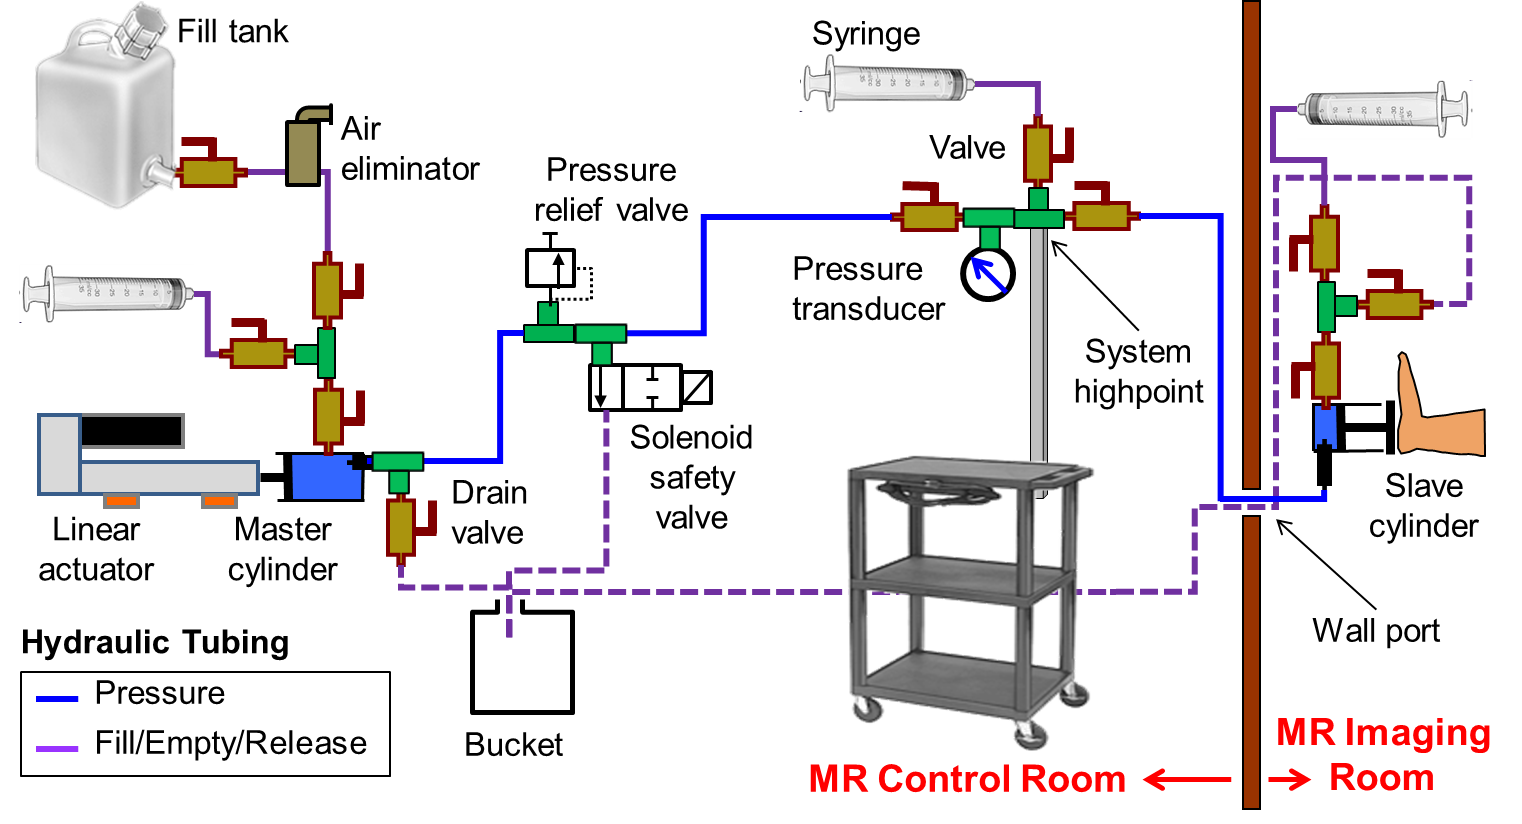 Fill tank
Syringe
Air
eliminator
Valve
Pressure
relief valve
Pressure
transducer
System
highpoint
Solenoid
safety
valve
Drain
valve
Linear
actuator
Master
cylinder
Slave
cylinder
Wall port
Hydraulic Tubing
Pressure
Fill/Empty/Release
Bucket
MR Control Room
MR Imaging
Room